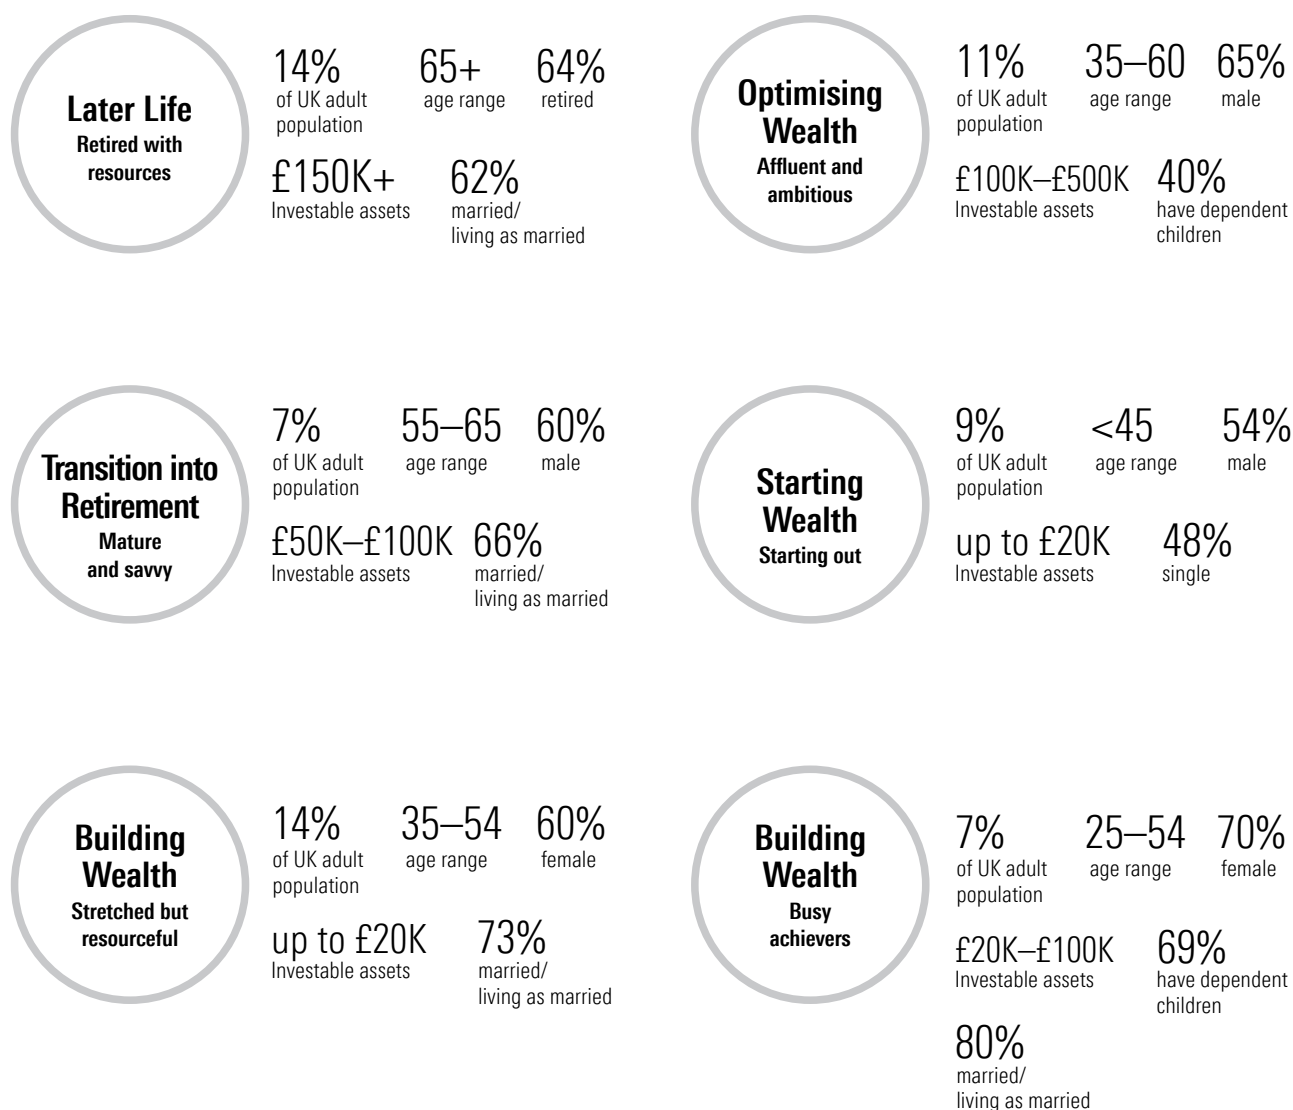 Later Life
Retired with
resources
14%
of UK adult
population
65+
age range
64%
retired
£150K+
Investable assets
62%
married/
living as married
Optimising
Wealth
Affluent and
ambitious
11%
of UK adult
population
35–60
age range
65%
male
£100K–£500K
Investable assets
40%
have dependent
children
Transition into
Retirement
Mature
and savvy
7%
of UK adult
population
55–65
age range
60%
male
£50K–£100K
Investable assets
66%
married/
living as married
Starting
Wealth
Starting out
9%
of UK adult
population
<45
age range
54%
male
up to £20K
Investable assets
48%
single
Building
Wealth
Stretched but
resourceful
14%
of UK adult
population
35–54
age range
60%
female
up to £20K
Investable assets
73%
married/
living as married
Building
Wealth
Busy
achievers
7%
of UK adult
population
25–54
age range
70%
female
£20K–£100K
Investable assets
69%
have dependent
children
80%
married/
living as married